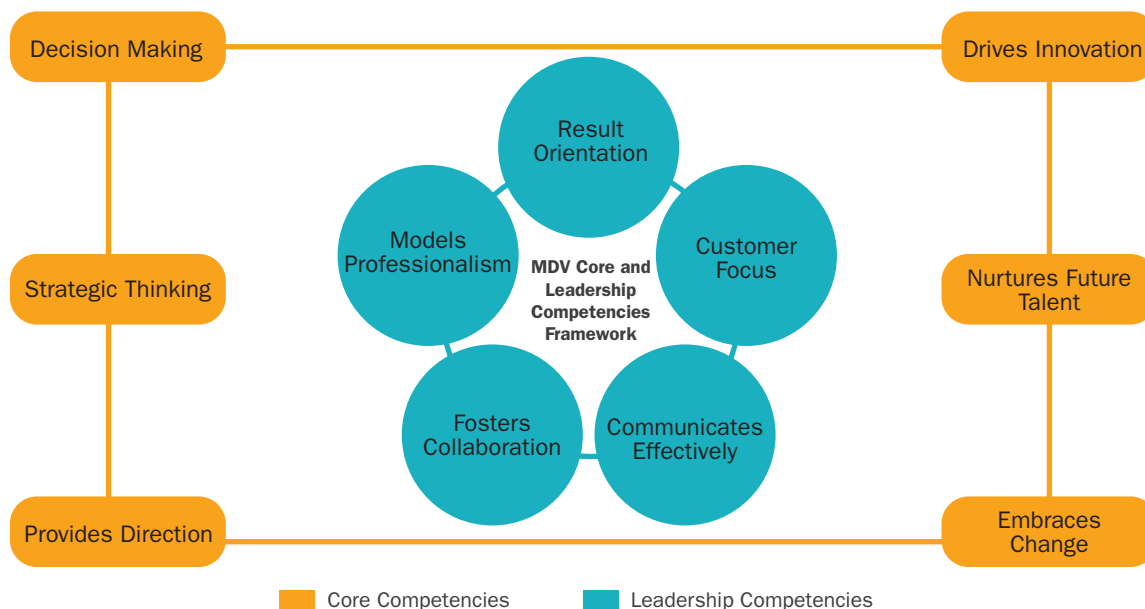 Decision Making
Drives Innovation
Result
Orientation
Models
Professionalism
Customer
Focus
MDV Core and
Leadership
Competencies
Framework
Strategic Thinking
Nurtures Future
Talent
Fosters
Collaboration
Communicates
Effectively
Provides Direction
Embraces
Change
Core Competencies
Leadership Competencies